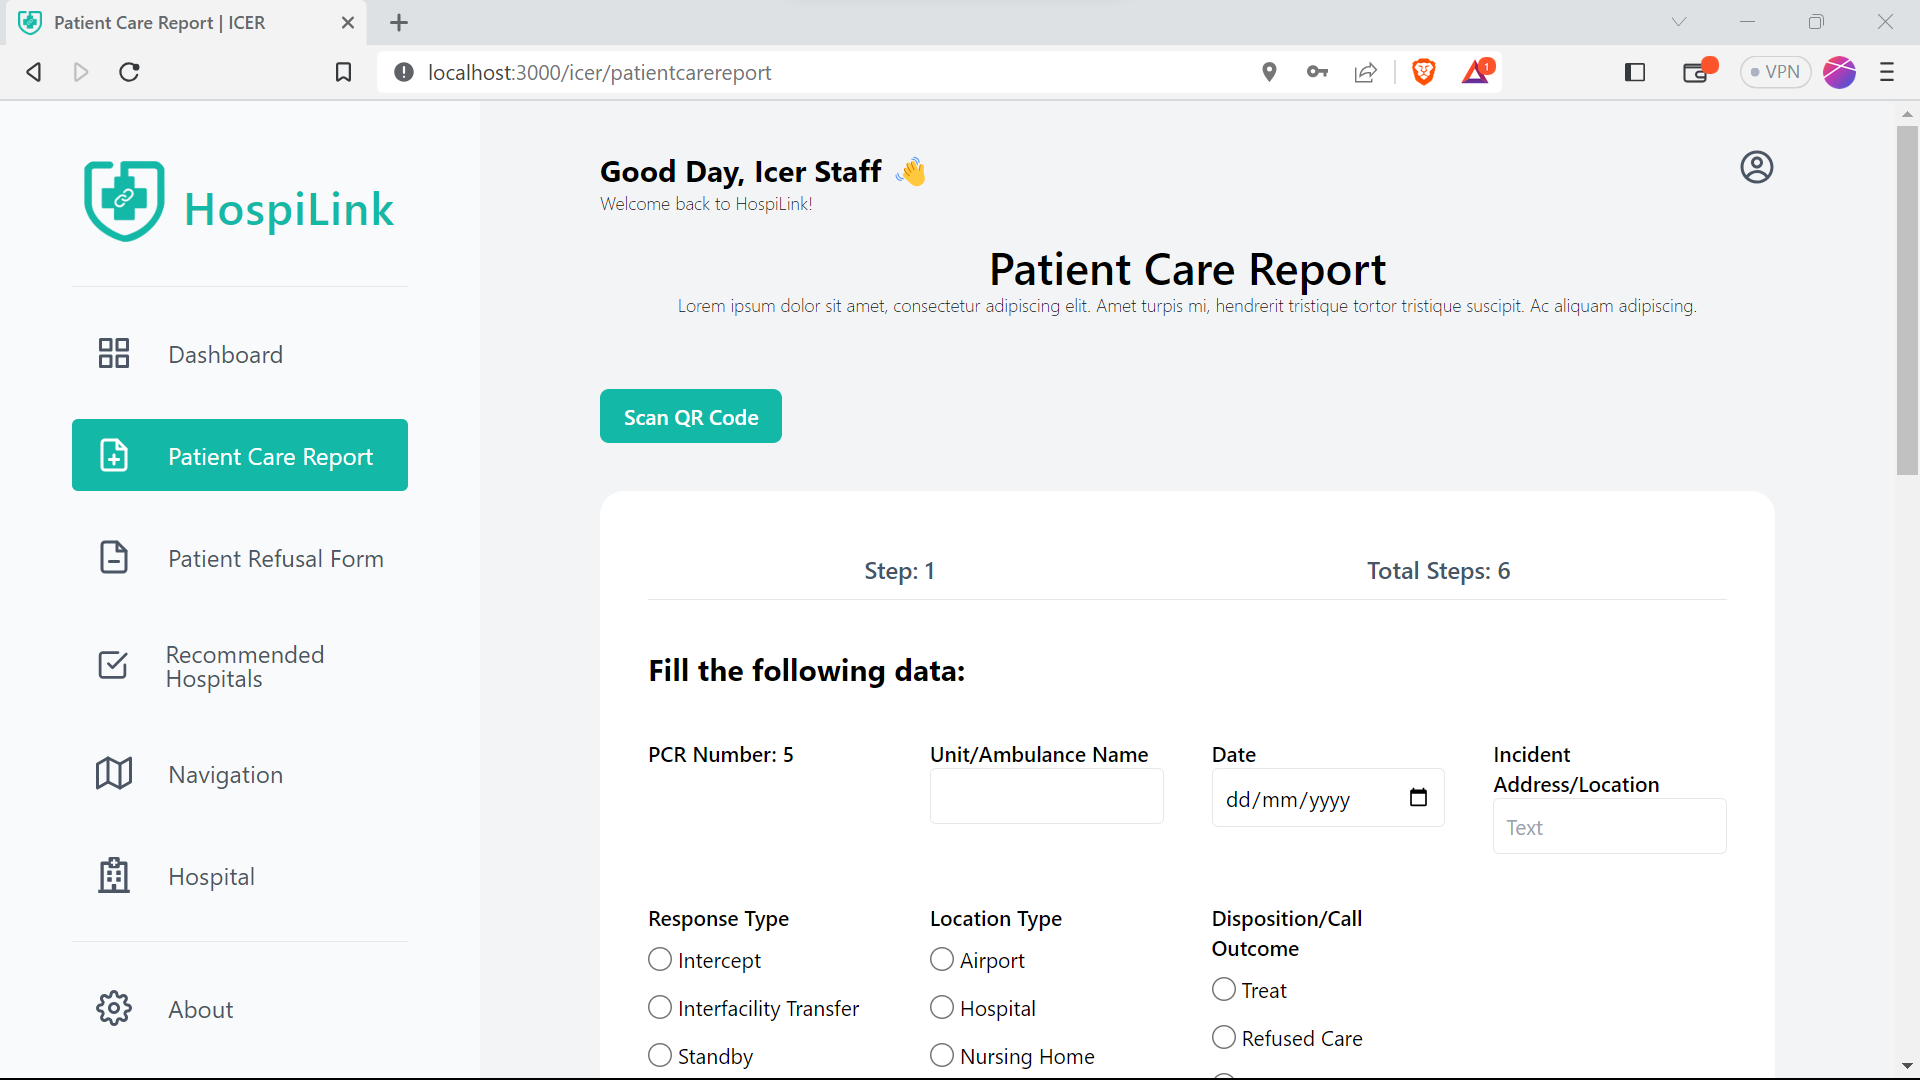 Patient Care Report | ICER
localhost:3000/icer/patientcarereport
1
VPN
HospiLink
Dashboard
Patient Care Report
Patient Refusal Form
Recommended
Hospitals
Navigation
Hospital
About
Good Day, Icer Staff 👋
Welcome back to HospiLink!
Patient Care Report
Lorem ipsum dolor sit amet, consectetur adipiscing elit. Amet turpis mi, hendrerit tristique tortor tristique suscipit. Ac aliquam adipiscing.
Scan QR Code
Step: 1
Total Steps: 6
Fill the following data:
PCR Number: 5
Unit/Ambulance Name
Date
dd/mm/yyyy
Incident
Address/Location
Text
Response Type
Intercept
Interfacility Transfer
Standby
Location Type
Airport
Hospital
Nursing Home
Disposition/Call
Outcome
Treat
Refused Care